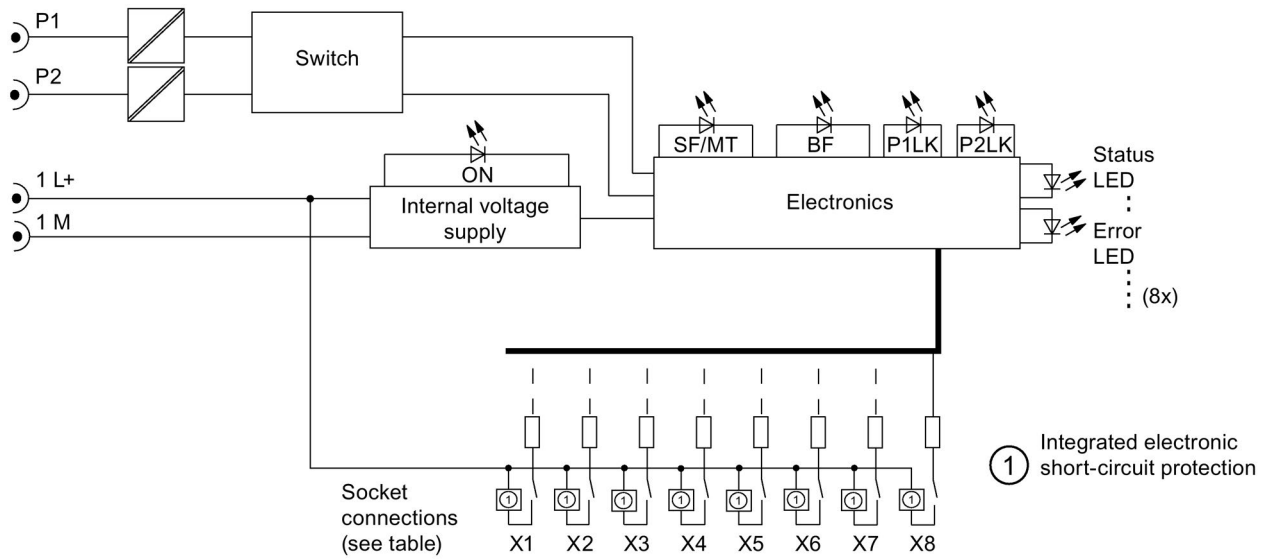 P1
P2
Switch
SF/MT
BF
P1LK
P2LK
ON
1 L+
1 M
Internal voltage
supply
Electronics
Status
LED
Error
LED
(8x)
1
Integrated electronic
short-circuit protection
1 1 1 1 1 1 1 1
Socket
connections
(see table)
X1 X2 X3 X4 X5 X6 X7 X8